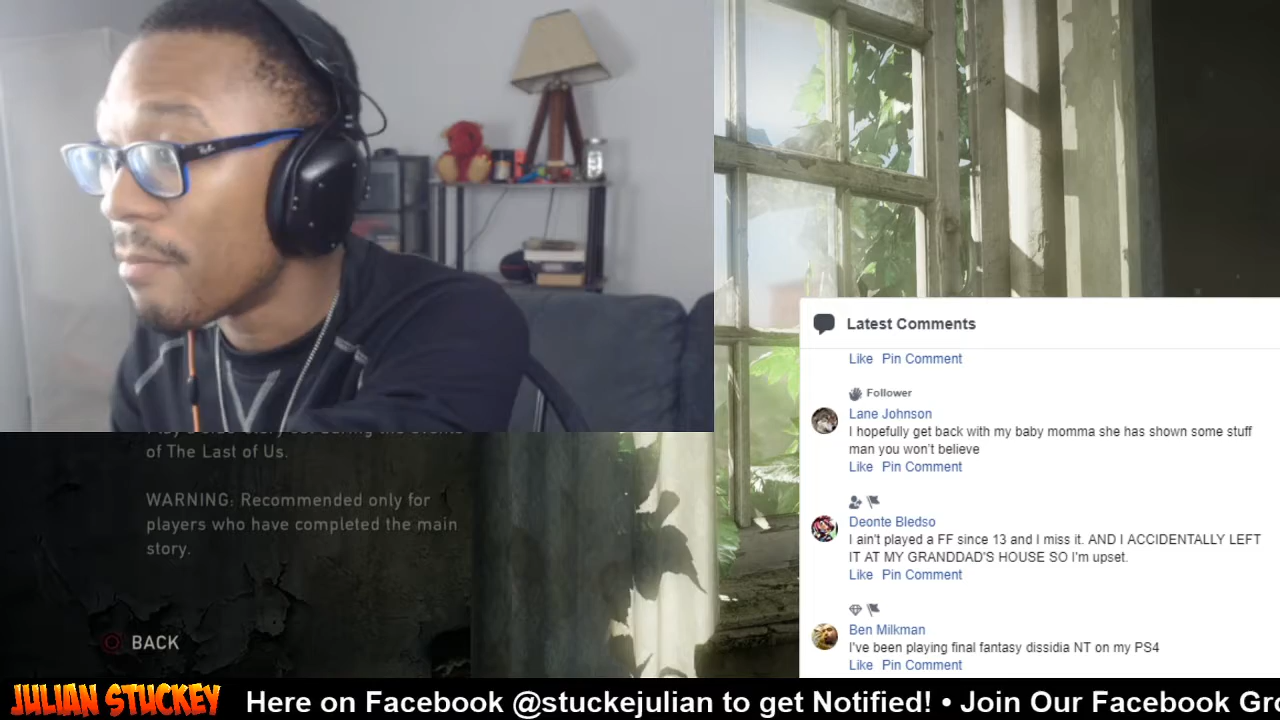 of The Last of Us.
WARNING: Recommended only for
players who have completed the main
story.
BACK
Latest Comments
Like Pin Comment
Follower
Lane Johnson
I hopefully get back with my baby momma she has shown some stuff
man you won't believe
Like Pin Comment
Deonte Bledso
I ain't played a FF since 13 and I miss it. AND I ACCIDENTALLY LEFT
IT AT MY GRANDDAD'S HOUSE SO I'm upset.
Like Pin Comment
Ben Milkman
I've been playing final fantasy dissidia NT on my PS4
Like Pin Comment
JULIAN STUCKEY
Here on Facebook @stuckejulian to get Notified! • Join Our Facebook Gro